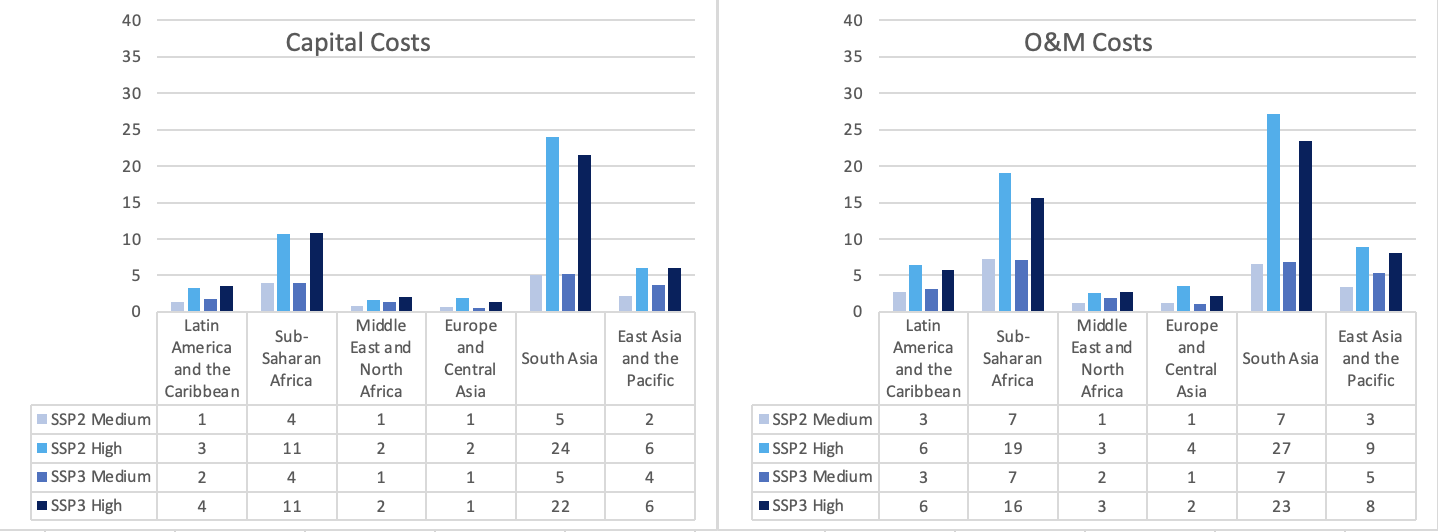 Capital Costs
40
35
30
25
20
15
10
5
0
Latin America and the Caribbean
Sub-Saharan Africa
Middle East and North Africa
Europe and Central Asia
South Asia
East Asia and the Pacific
SSP2 Medium 1 4 1 1 5 2
SSP2 High 3 11 2 2 24 6
SSP3 Medium 2 4 1 1 5 4
SSP3 High 4 11 2 1 22 6
O&M Costs
40
35
30
25
20
15
10
5
0
Latin America and the Caribbean
Sub-Saharan Africa
Middle East and North Africa
Europe and Central Asia
South Asia
East Asia and the Pacific
SSP2 Medium 3 7 1 1 7 3
SSP2 High 6 19 3 4 27 9
SSP3 Medium 3 7 2 1 7 5
SSP3 High 6 16 3 2 23 8